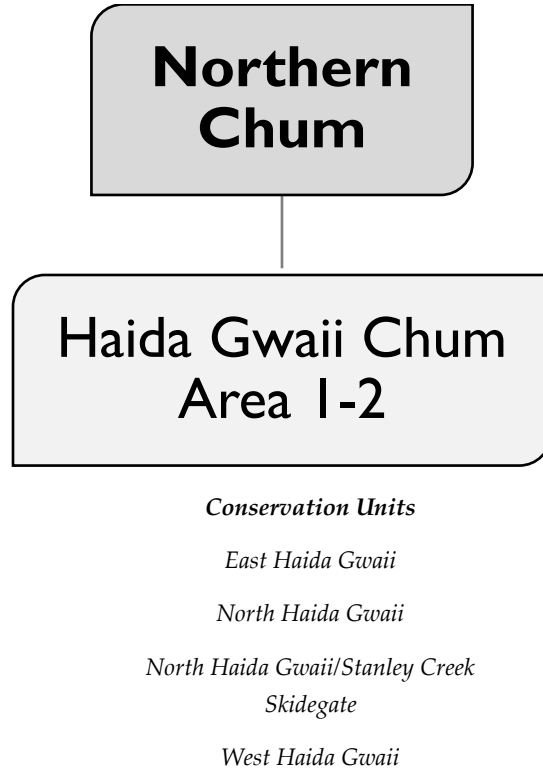 Northern
Chum
Haida Gwaii Chum
Area 1-2
Conservation Units
East Haida Gwaii
North Haida Gwaii
North Haida Gwaii/Stanley Creek
Skidegate
West Haida Gwaii